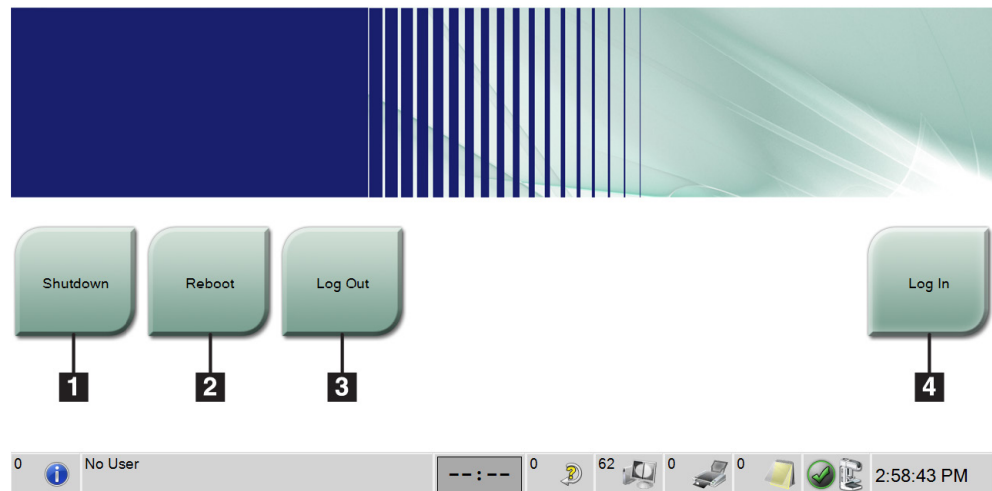 Shutdown
Reboot
Log Out
Log In
1
2
3
4
0
No User
--:--
0
62
0
0
2:58:43 PM